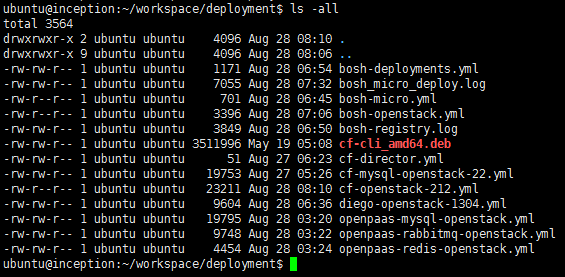 ubuntu@inception:~/workspace/deployment$ ls -all
total 3564
drwxrwxr-x 2 ubuntu ubuntu    4096 Aug 28 08:10 .
drwxrwxr-x 9 ubuntu ubuntu    4096 Aug 28 08:06 ..
-rw-rw-r-- 1 ubuntu ubuntu    1171 Aug 28 06:54 bosh-deployments.yml
-rw-rw-r-- 1 ubuntu ubuntu    7055 Aug 28 07:32 bosh_micro_deploy.log
-rw-rw-r-- 1 ubuntu ubuntu     701 Aug 28 06:45 bosh-micro.yml
-rw-rw-r-- 1 ubuntu ubuntu    3396 Aug 28 07:06 bosh-openstack.yml
-rw-rw-r-- 1 ubuntu ubuntu    3849 Aug 28 06:50 bosh-registry.log
-rw-rw-r-- 1 ubuntu ubuntu 3511996 May 19 05:08 cf-cli_amd64.deb
-rw-rw-r-- 1 ubuntu ubuntu      51 Aug 27 06:23 cf-director.yml
-rw-rw-r-- 1 ubuntu ubuntu   19753 Aug 27 05:26 cf-mysql-openstack-22.yml
-rw-rw-r-- 1 ubuntu ubuntu   23211 Aug 28 08:10 cf-openstack-212.yml
-rw-rw-r-- 1 ubuntu ubuntu    9604 Aug 28 06:36 diego-openstack-1304.yml
-rw-rw-r-- 1 ubuntu ubuntu   19795 Aug 28 03:20 openpaas-mysql-openstack.yml
-rw-rw-r-- 1 ubuntu ubuntu    9748 Aug 28 03:22 openpaas-rabbitmq-openstack.yml
-rw-rw-r-- 1 ubuntu ubuntu    4454 Aug 28 03:24 openpaas-redis-openstack.yml
ubuntu@inception:~/workspace/deployment$